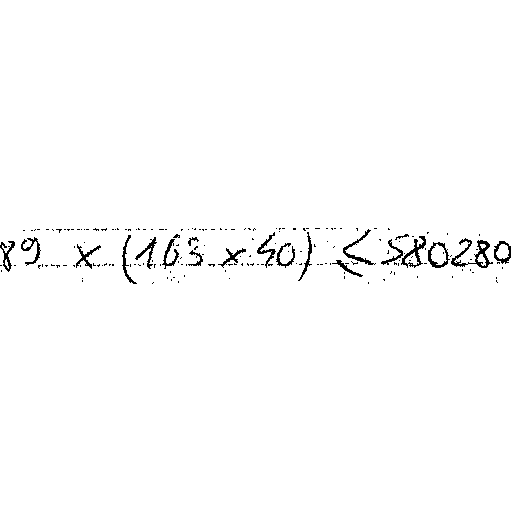 89 × (163 × 40) ≤ 580280